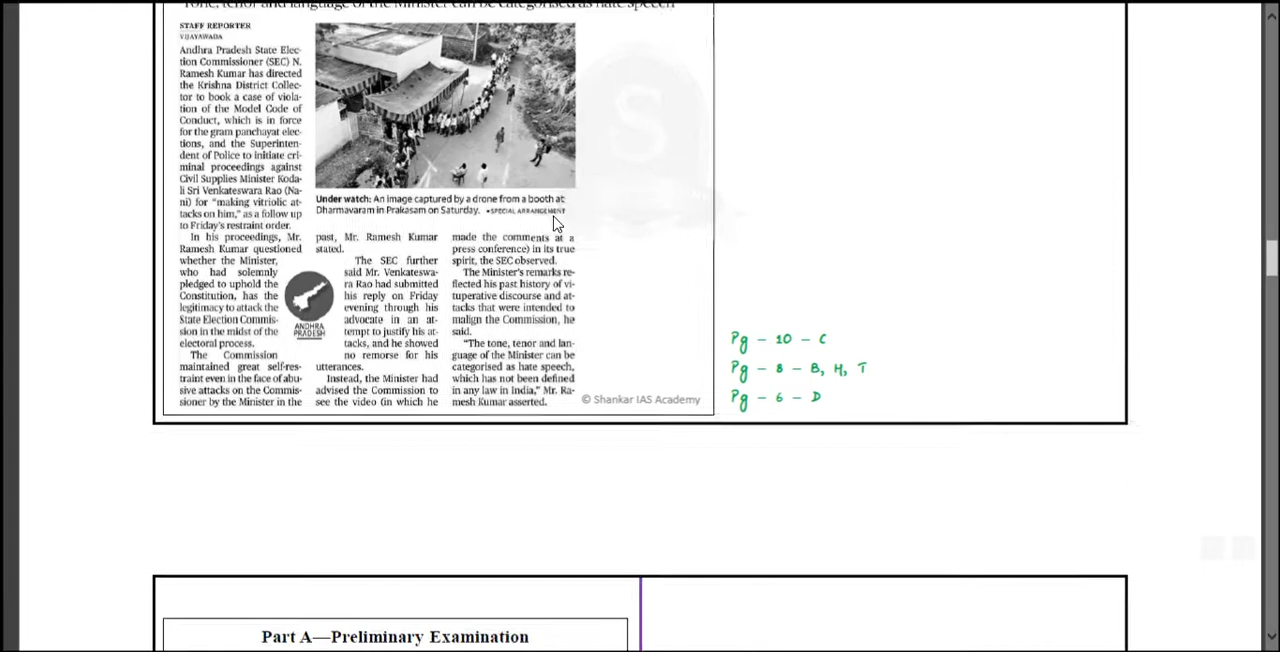 Tone, tenor and language of the Minister can be categorised as hate speech
STAFF REPORTER
VIJAYAWADA
Andhra Pradesh State Elec-
tion Commissioner (SEC) N.
Ramesh Kumar has directed
the Krishna District Collec-
tor to book a case of viola-
tion of the Model Code of
Conduct, which is in force
for the gram panchayat elec-
tions, and the Superinten-
dent of Police to initiate cri-
minal proceedings against
Civil Supplies Minister Koda-
li Sri Venkateswara Rao (Na-
ni) for "making vitriolic at-
tacks on him," as a follow up
to Friday's restraint order.
In his proceedings, Mr.
Ramesh Kumar questioned
whether the Minister,
who had solemnly
pledged to uphold the
Constitution, has the
legitimacy to attack the
State Election Commis-
sion in the midst of the
electoral process.
The Commission
maintained great self-res-
traint even in the face of abu-
sive attacks on the Commis-
sioner by the Minister in the
Under watch: An image captured by a drone from a booth at
Dharmavaram in Prakasam on Saturday. •SPECIAL ARRANGEMENT
past, Mr. Ramesh Kumar
stated.
The SEC further
said Mr. Venkateswa-
ra Rao had submitted
his reply on Friday
evening through his
advocate in an at-
tempt to justify his at-
tacks, and he showed
no remorse for his
utterances.
Instead, the Minister had
advised the Commission to
see the video (in which he
ANDHRA
PRADESH
made the comments at a
press conference) in its true
spirit, the SEC observed.
The Minister's remarks re-
flected his past history of vi-
tuperative discourse and at-
tacks that were intended to
malign the Commission, he
said.
"The tone, tenor and lan-
guage of the Minister can be
categorised as hate speech,
which has not been defined
in any law in India," Mr. Ra-
mesh Kumar asserted.
© Shankar IAS Academy
Pg - 10 - C
Pg - 8 - B, H, T
Pg - 6 - D
Part A—Preliminary Examination